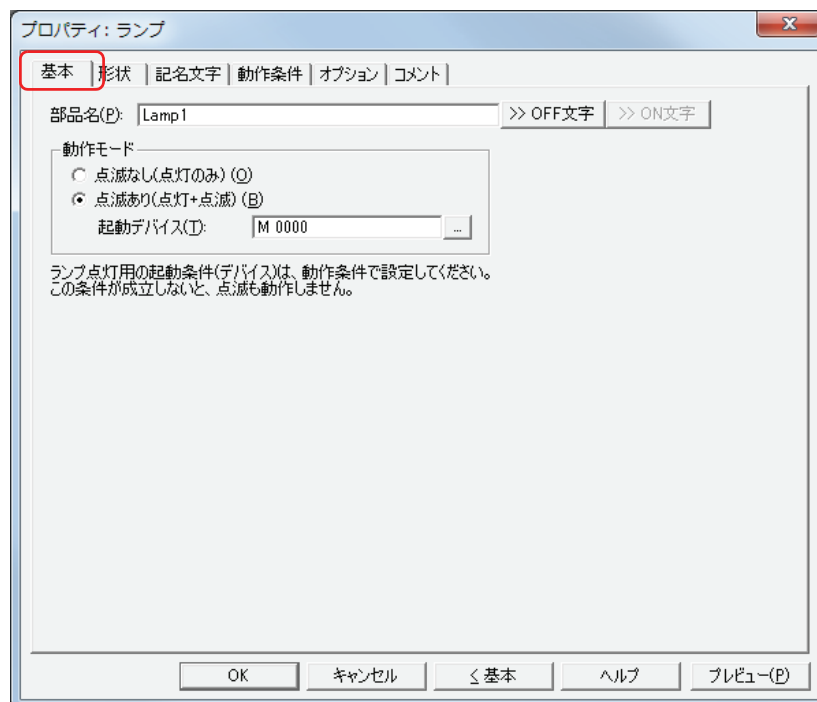 プロパティ: ランプ
基本 形状 記名文字 動作条件 オプション コメント
部品名(P): Lamp1 >> OFF文字 >> ON文字
動作モード
点滅なし(点灯のみ) (O)
点滅あり(点灯+点滅) (B)
起動デバイス(T): M 0000 ...
ランプ点灯用の起動条件(デバイス)は、動作条件で設定してください。
この条件が成立しないと、点滅も動作しません。
OK キャンセル < 基本 ヘルプ プレビュー(P)